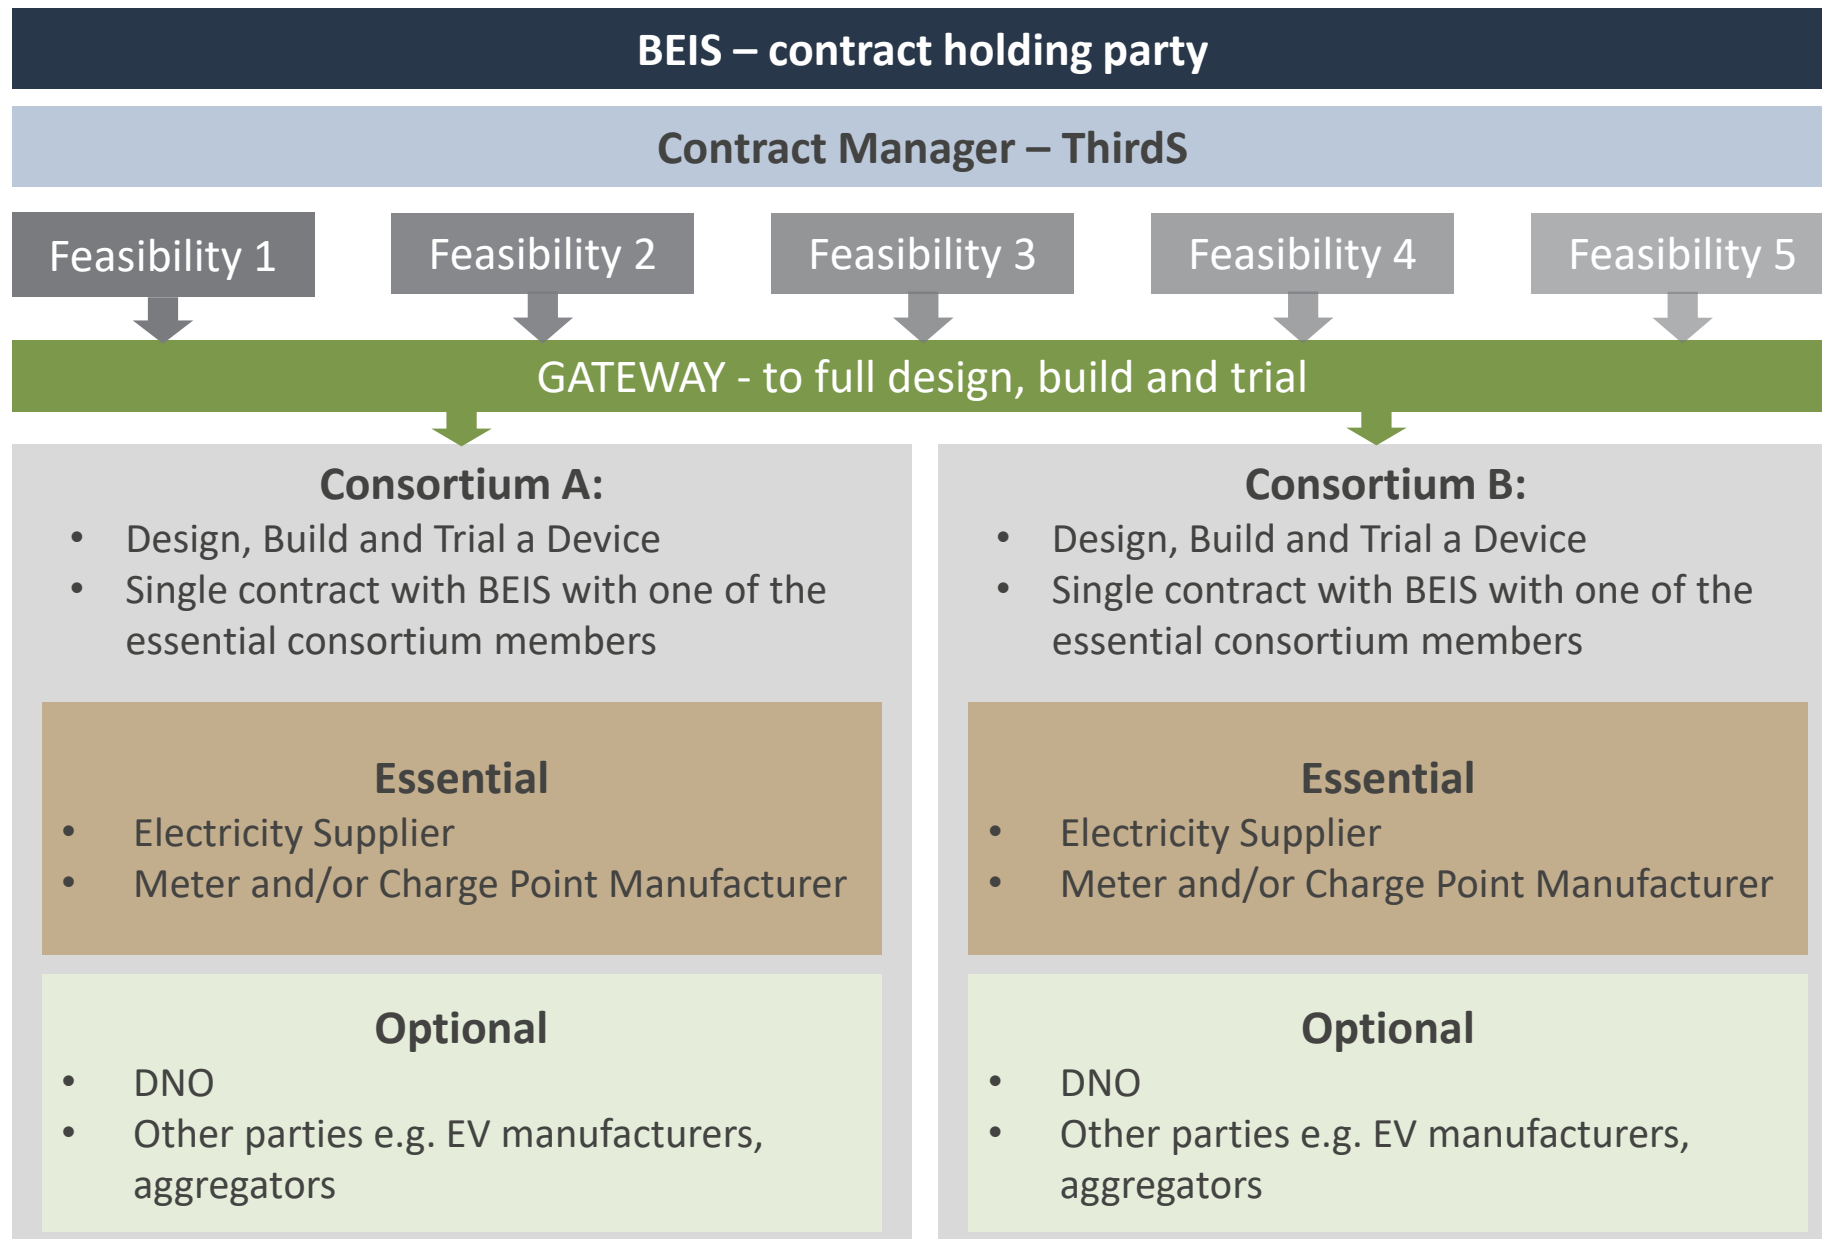 BEIS – contract holding party
Contract Manager – ThirdS
Feasibility 1
Feasibility 2
Feasibility 3
Feasibility 4
Feasibility 5
GATEWAY - to full design, build and trial
Consortium A:
• Design, Build and Trial a Device
• Single contract with BEIS with one of the
essential consortium members
Essential
• Electricity Supplier
• Meter and/or Charge Point Manufacturer
Optional
• DNO
• Other parties e.g. EV manufacturers,
aggregators
Consortium B:
• Design, Build and Trial a Device
• Single contract with BEIS with one of the
essential consortium members
Essential
• Electricity Supplier
• Meter and/or Charge Point Manufacturer
Optional
• DNO
• Other parties e.g. EV manufacturers,
aggregators